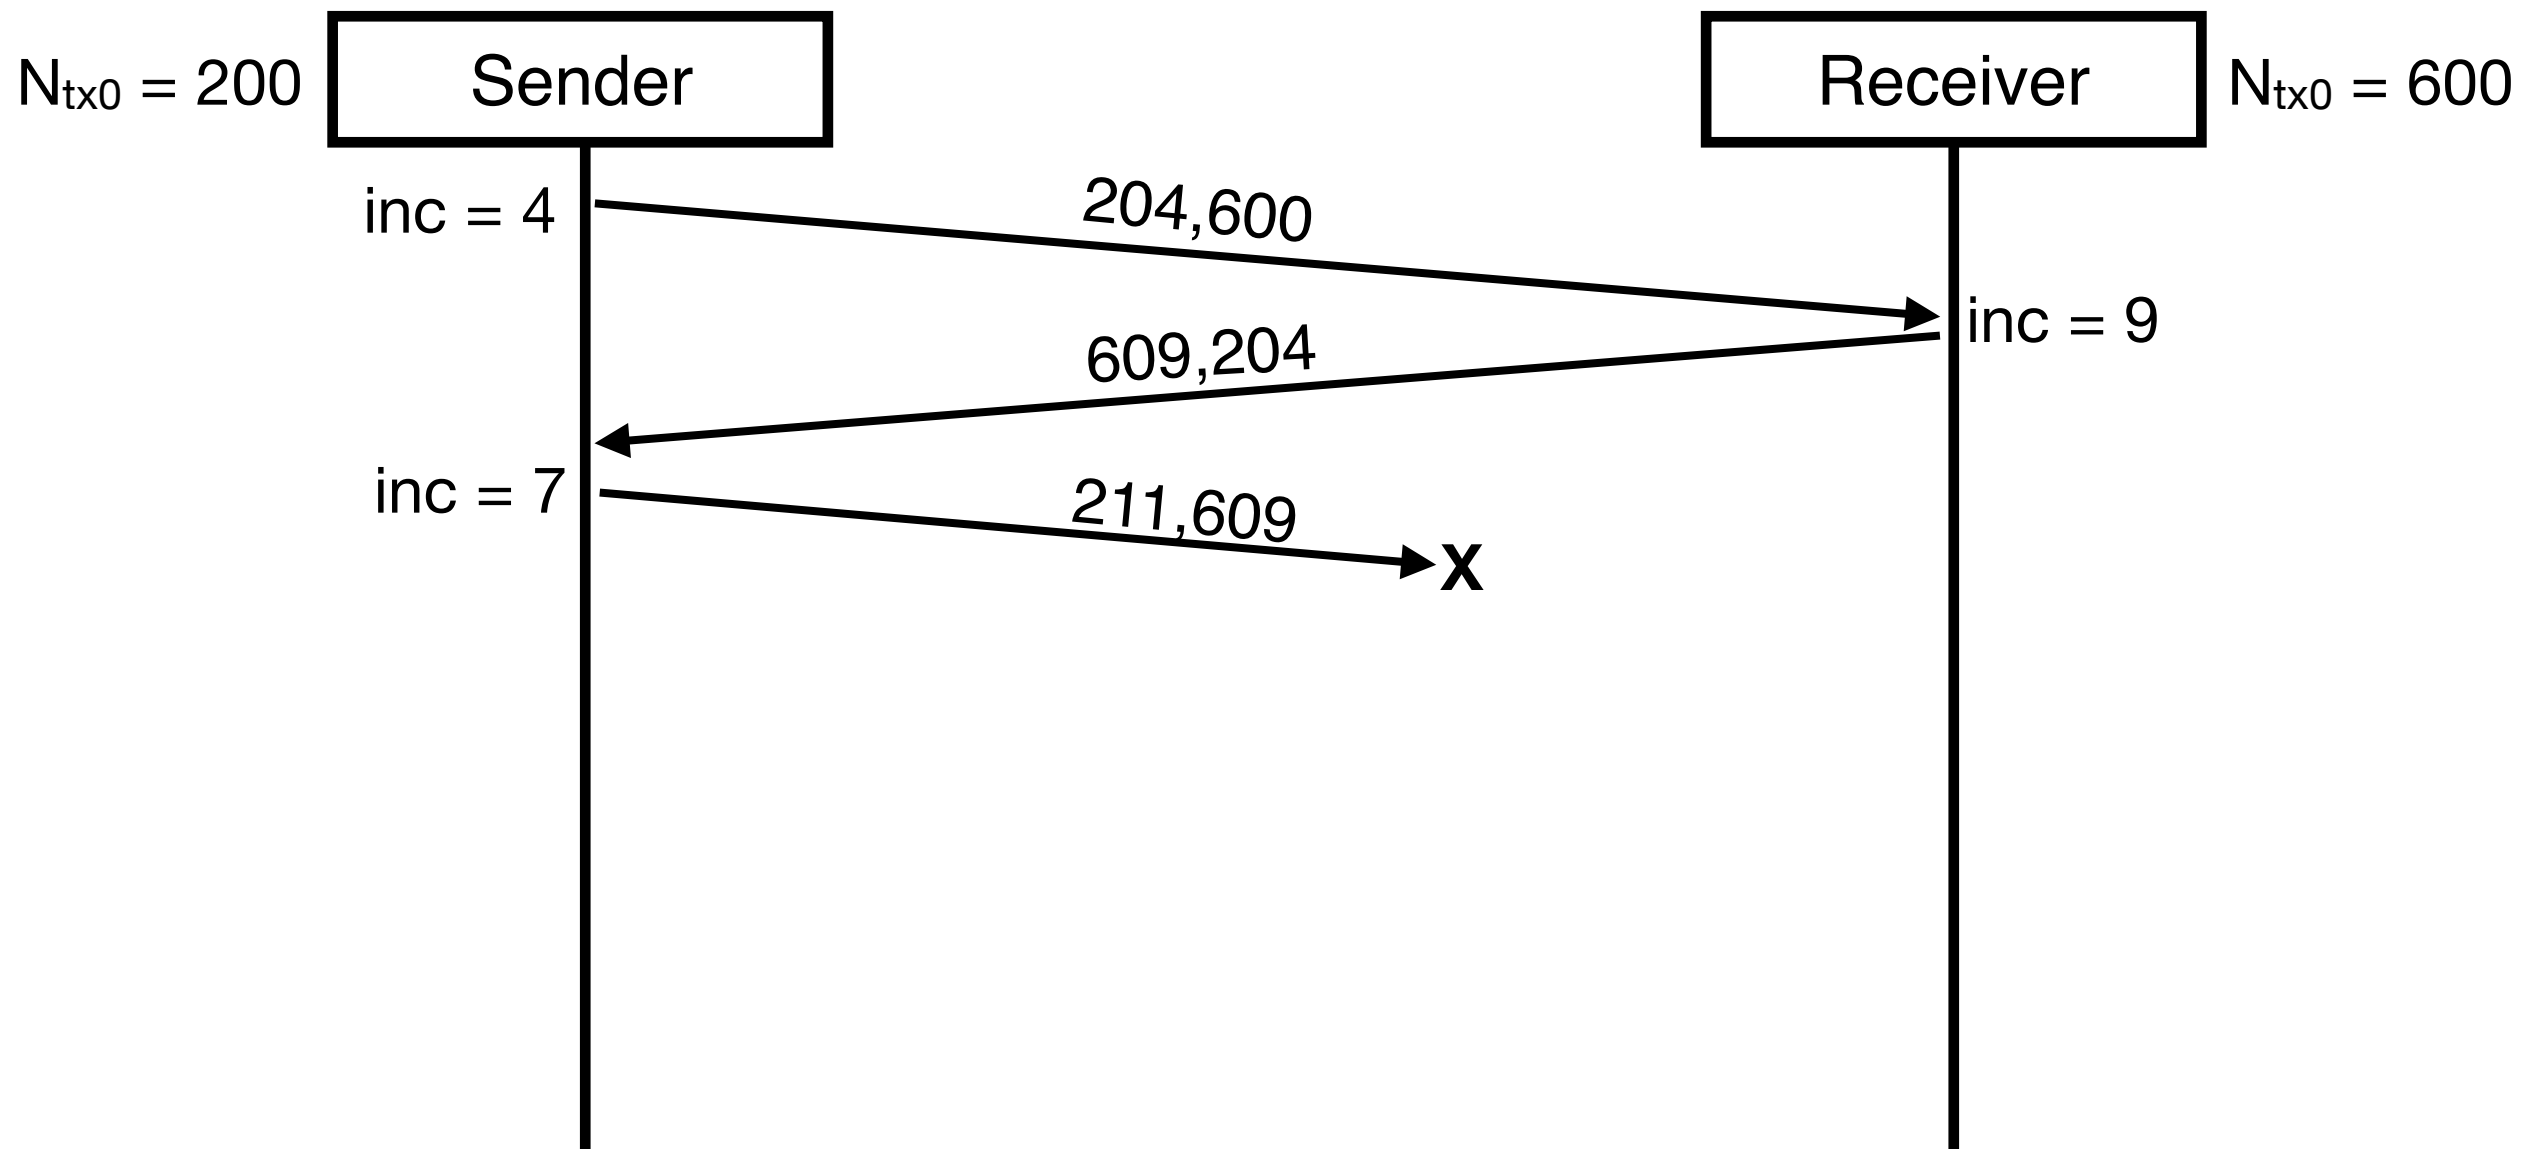 Ntx0 = 200
Sender
Receiver
Ntx0 = 600
inc = 4
204,600
inc = 9
609,204
inc = 7
211,609
x